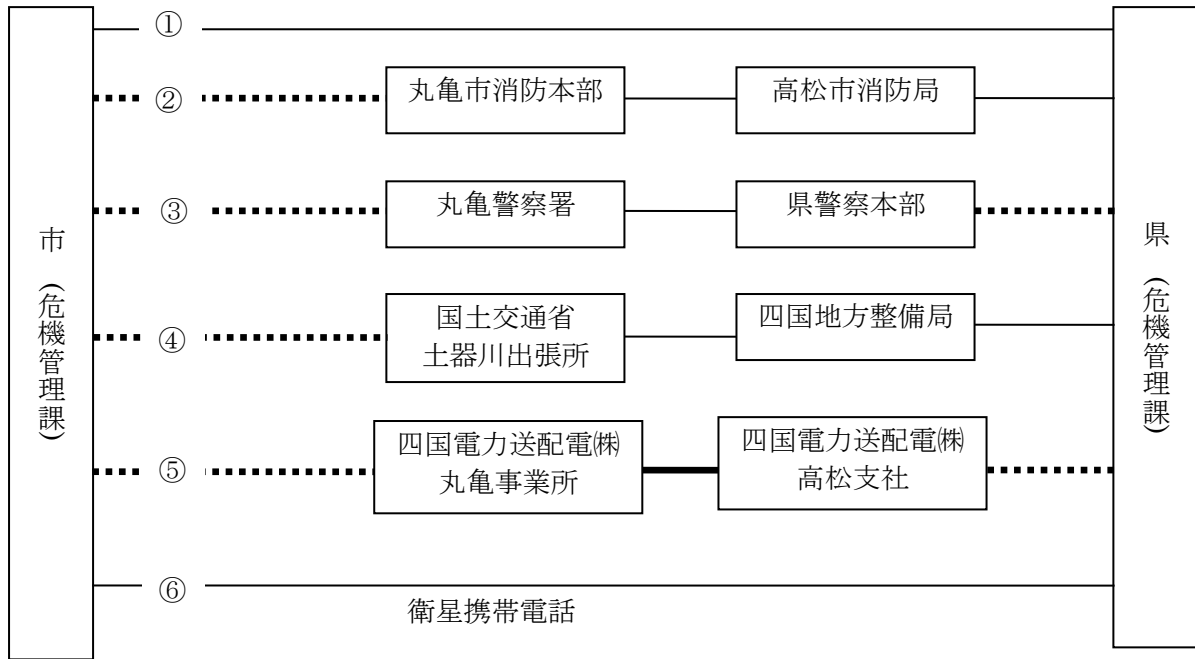 市(危機管理課)
①
②
丸亀市消防本部
高松市消防局
③
丸亀警察署
県警察本部
④
国土交通省
土器川出張所
四国地方整備局
⑤
四国電力送配電㈱
丸亀事業所
四国電力送配電㈱
高松支社
⑥
衛星携帯電話
県(危機管理課)